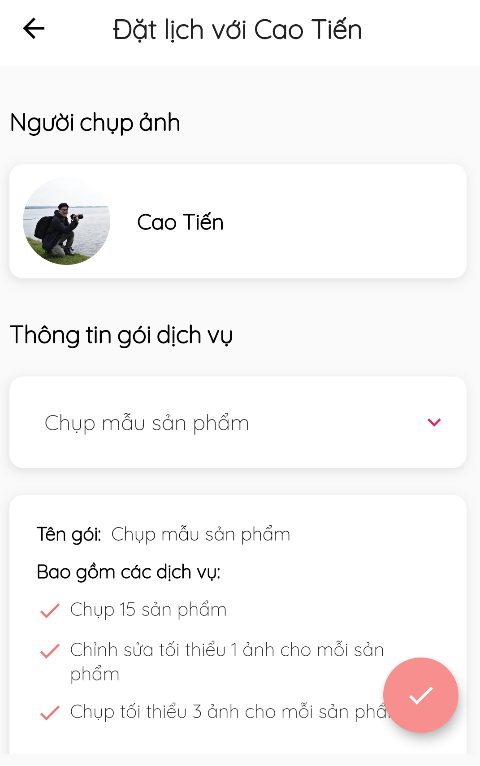 Đặt lịch với Cao Tiến
Người chụp ảnh
Cao Tiến
Thông tin gói dịch vụ
Chụp mẫu sản phẩm
Tên gói: Chụp mẫu sản phẩm
Bao gồm các dịch vụ:
Chụp 15 sản phẩm
Chỉnh sửa tối thiểu 1 ảnh cho mỗi sản
phẩm
Chụp tối thiểu 3 ảnh cho mỗi sản